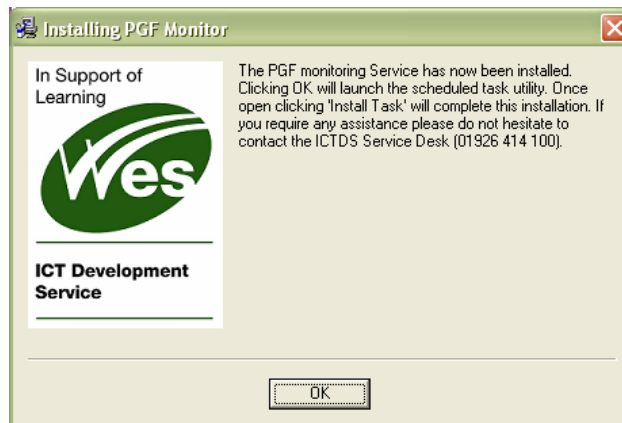 Installing PGF Monitor
In Support of
Learning
Wes
ICT Development
Service
The PGF monitoring Service has now been installed.
Clicking OK will launch the scheduled task utility. Once
open clicking 'Install Task' will complete this installation. If
you require any assistance please do not hesitate to
contact the ICTDS Service Desk (01926 414 100).
OK